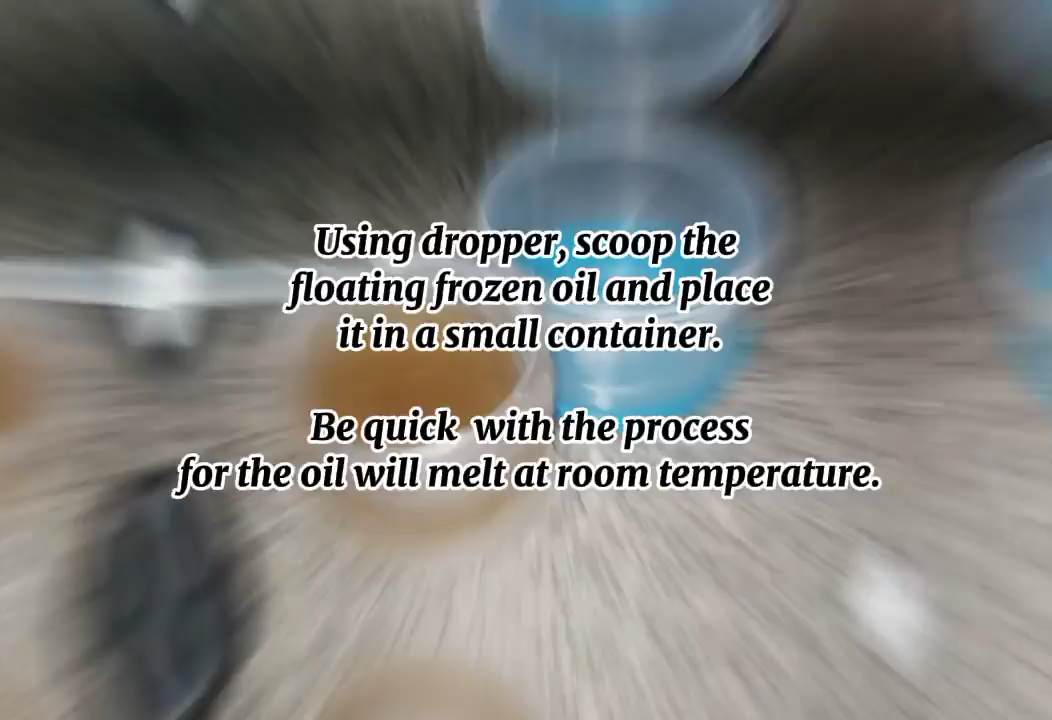 Using dropper, scoop the
floating frozen oil and place
it in a small container.
Be quick  with the process
for the oil will melt at room temperature.